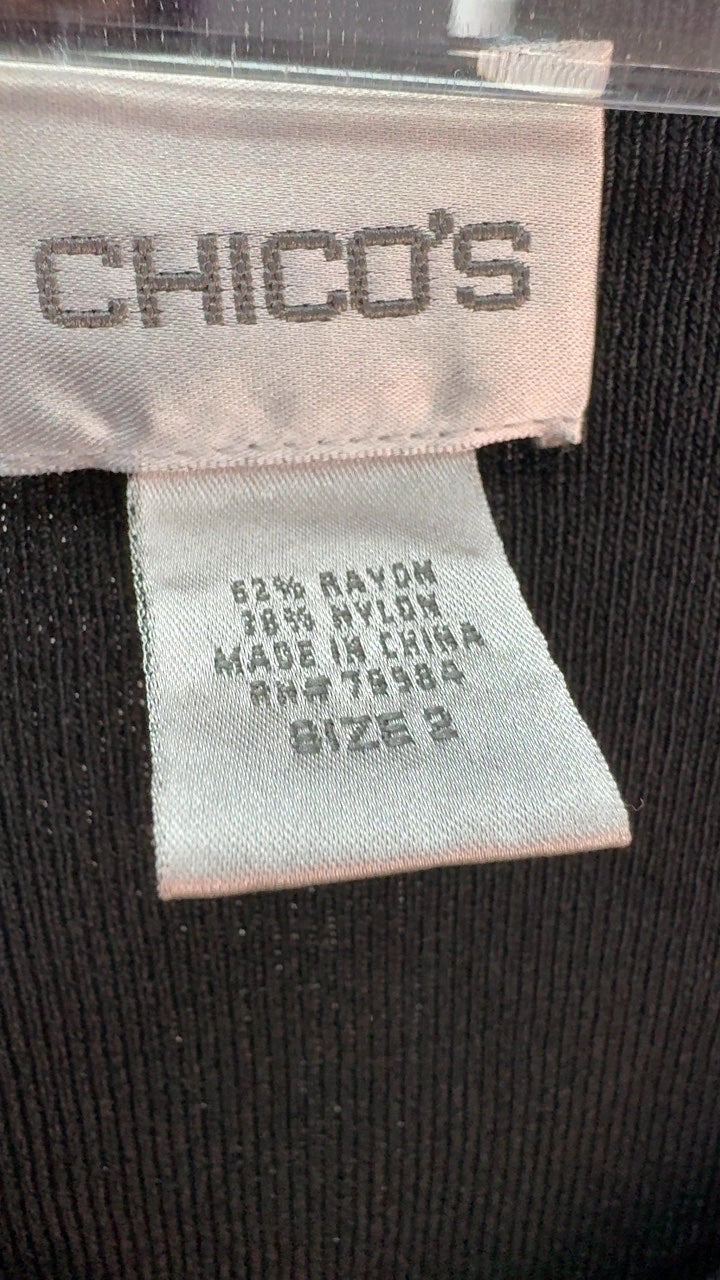 CHICO'S
62% RAYON
38% NYLON
MADE IN CHINA
RN# 79984
SIZE 2